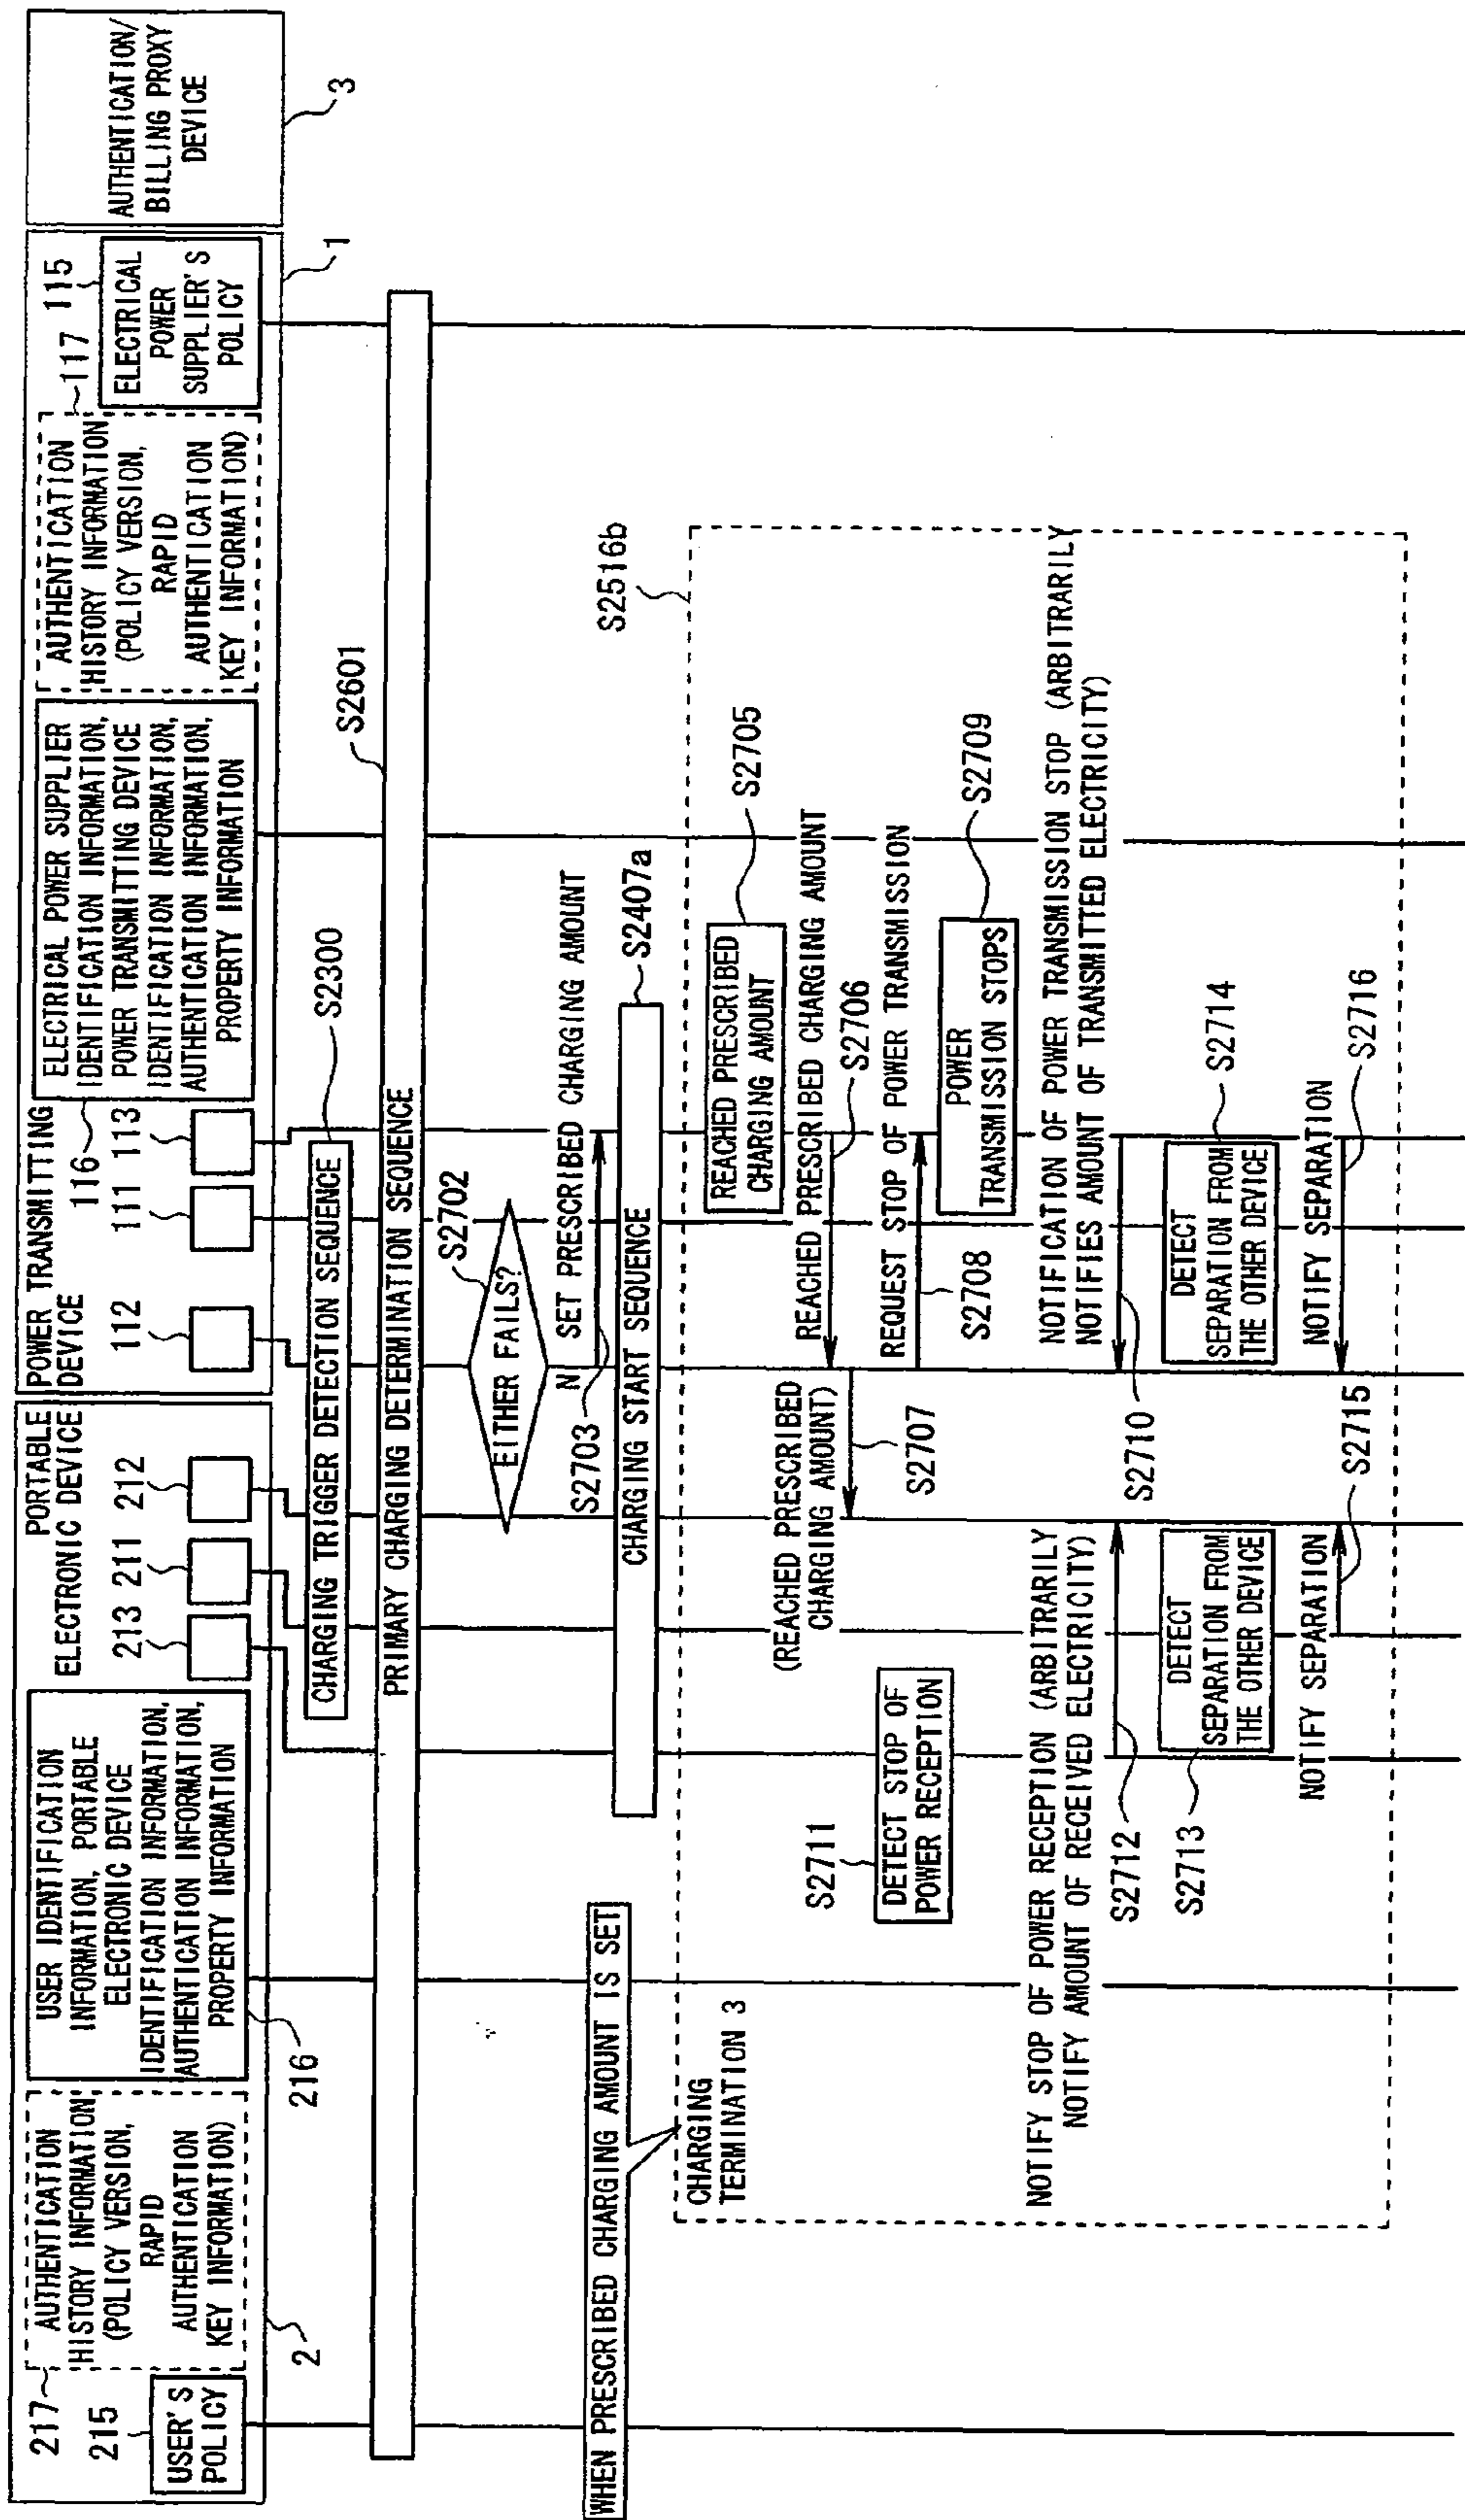 217
AUTHENTICATION
HISTORY INFORMATION
(POLICY VERSION,
RAPID
AUTHENTICATION
KEY INFORMATION)
215
USER'S
POLICY
2
USER IDENTIFICATION
INFORMATION, PORTABLE
ELECTRONIC DEVICE
IDENTIFICATION INFORMATION,
AUTHENTICATION INFORMATION,
PROPERTY INFORMATION
216
PORTABLE
ELECTRONIC DEVICE
213
211
212
POWER TRANSMITTING
DEVICE
112
111
113
116
ELECTRICAL POWER SUPPLIER
IDENTIFICATION INFORMATION,
POWER TRANSMITTING DEVICE
IDENTIFICATION INFORMATION,
AUTHENTICATION INFORMATION,
PROPERTY INFORMATION
AUTHENTICATION
HISTORY INFORMATION
(POLICY VERSION,
RAPID
AUTHENTICATION
KEY INFORMATION)
117
115
ELECTRICAL
POWER
SUPPLIER'S
POLICY
1
AUTHENTICATION/
BILLING PROXY
DEVICE
3
CHARGING TRIGGER DETECTION SEQUENCE
S2300
PRIMARY CHARGING DETERMINATION SEQUENCE
S2601
EITHER FAILS?
S2702
N
SET PRESCRIBED CHARGING AMOUNT
S2703
WHEN PRESCRIBED CHARGING AMOUNT IS SET
CHARGING START SEQUENCE
S2407a
S2516b
CHARGING
TERMINATION 3
REACHED PRESCRIBED
CHARGING AMOUNT
S2705
REACHED PRESCRIBED CHARGING AMOUNT
S2706
(REACHED PRESCRIBED
CHARGING AMOUNT)
S2707
REQUEST STOP OF POWER TRANSMISSION
S2708
POWER
TRANSMISSION STOPS
S2709
S2711
DETECT STOP OF
POWER RECEPTION
NOTIFICATION OF POWER TRANSMISSION STOP (ARBITRARILY
NOTIFIES AMOUNT OF TRANSMITTED ELECTRICITY)
S2710
NOTIFY STOP OF POWER RECEPTION (ARBITRARILY
NOTIFY AMOUNT OF RECEIVED ELECTRICITY)
S2712
DETECT
SEPARATION FROM
THE OTHER DEVICE
S2713
DETECT
SEPARATION FROM
THE OTHER DEVICE
S2714
NOTIFY SEPARATION
S2715
NOTIFY SEPARATION
S2716